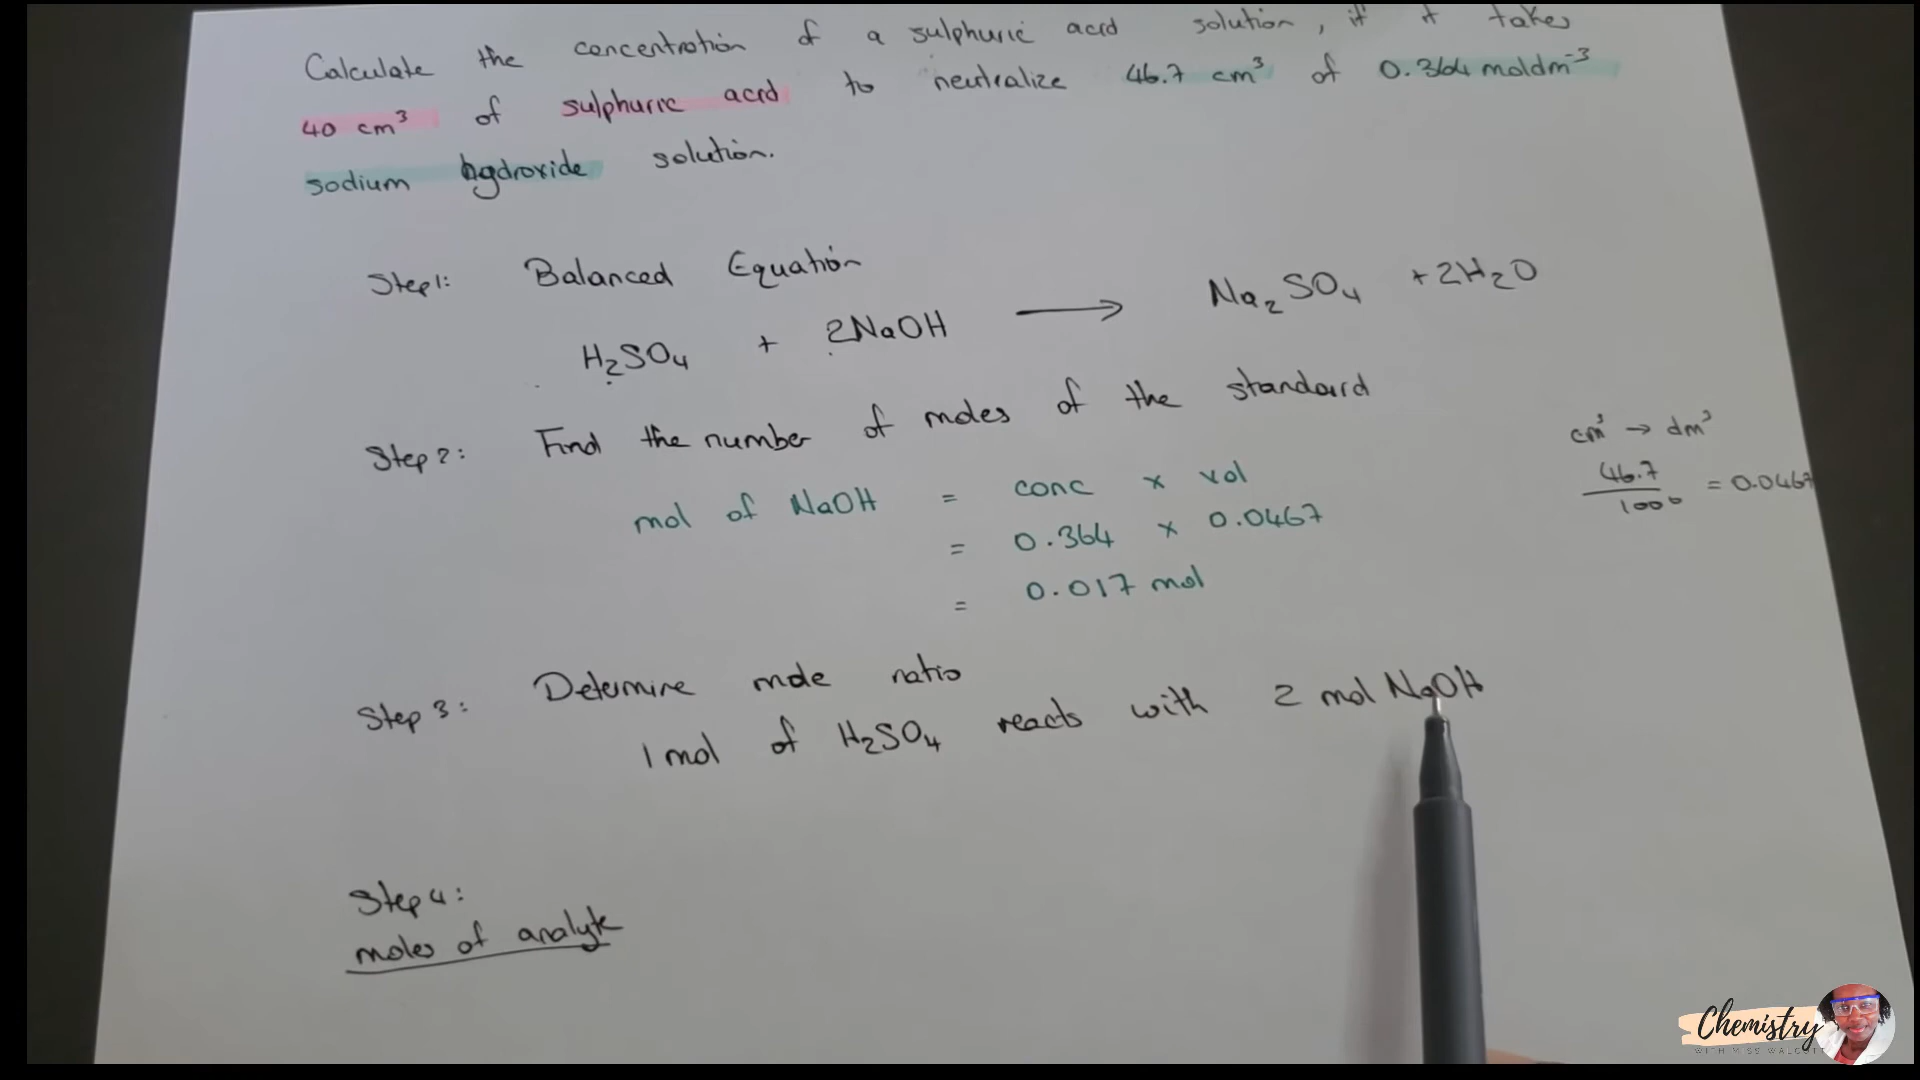 Calculate the concentration of a sulphuric acid solution, if it takes
40 cm³ of sulphuric acid to neutralize 46.7 cm³ of 0.364 moldm⁻³
sodium hydroxide solution.
Step 1: Balanced Equation
H₂SO₄ + 2NaOH → Na₂SO₄ + 2H₂O
Step 2: Find the number of moles of the standard
cm³ → dm³
46.7/1000 = 0.0467
mol of NaOH = conc x vol
= 0.364 x 0.0467
= 0.017 mol
Step 3: Determine mole ratio
1 mol of H₂SO₄ reacts with 2 mol NaOH
Step 4:
moles of analyte
Chemistry
WITH MISS WALCOTT